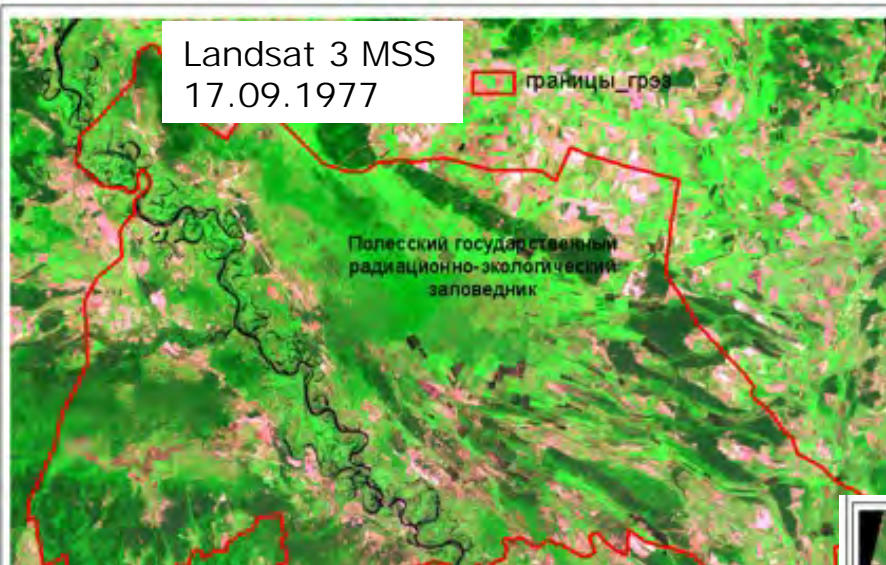 Landsat 3 MSS
17.09.1977
границы_грэз
Полесский государственный
радиационно-экологический
заповедник